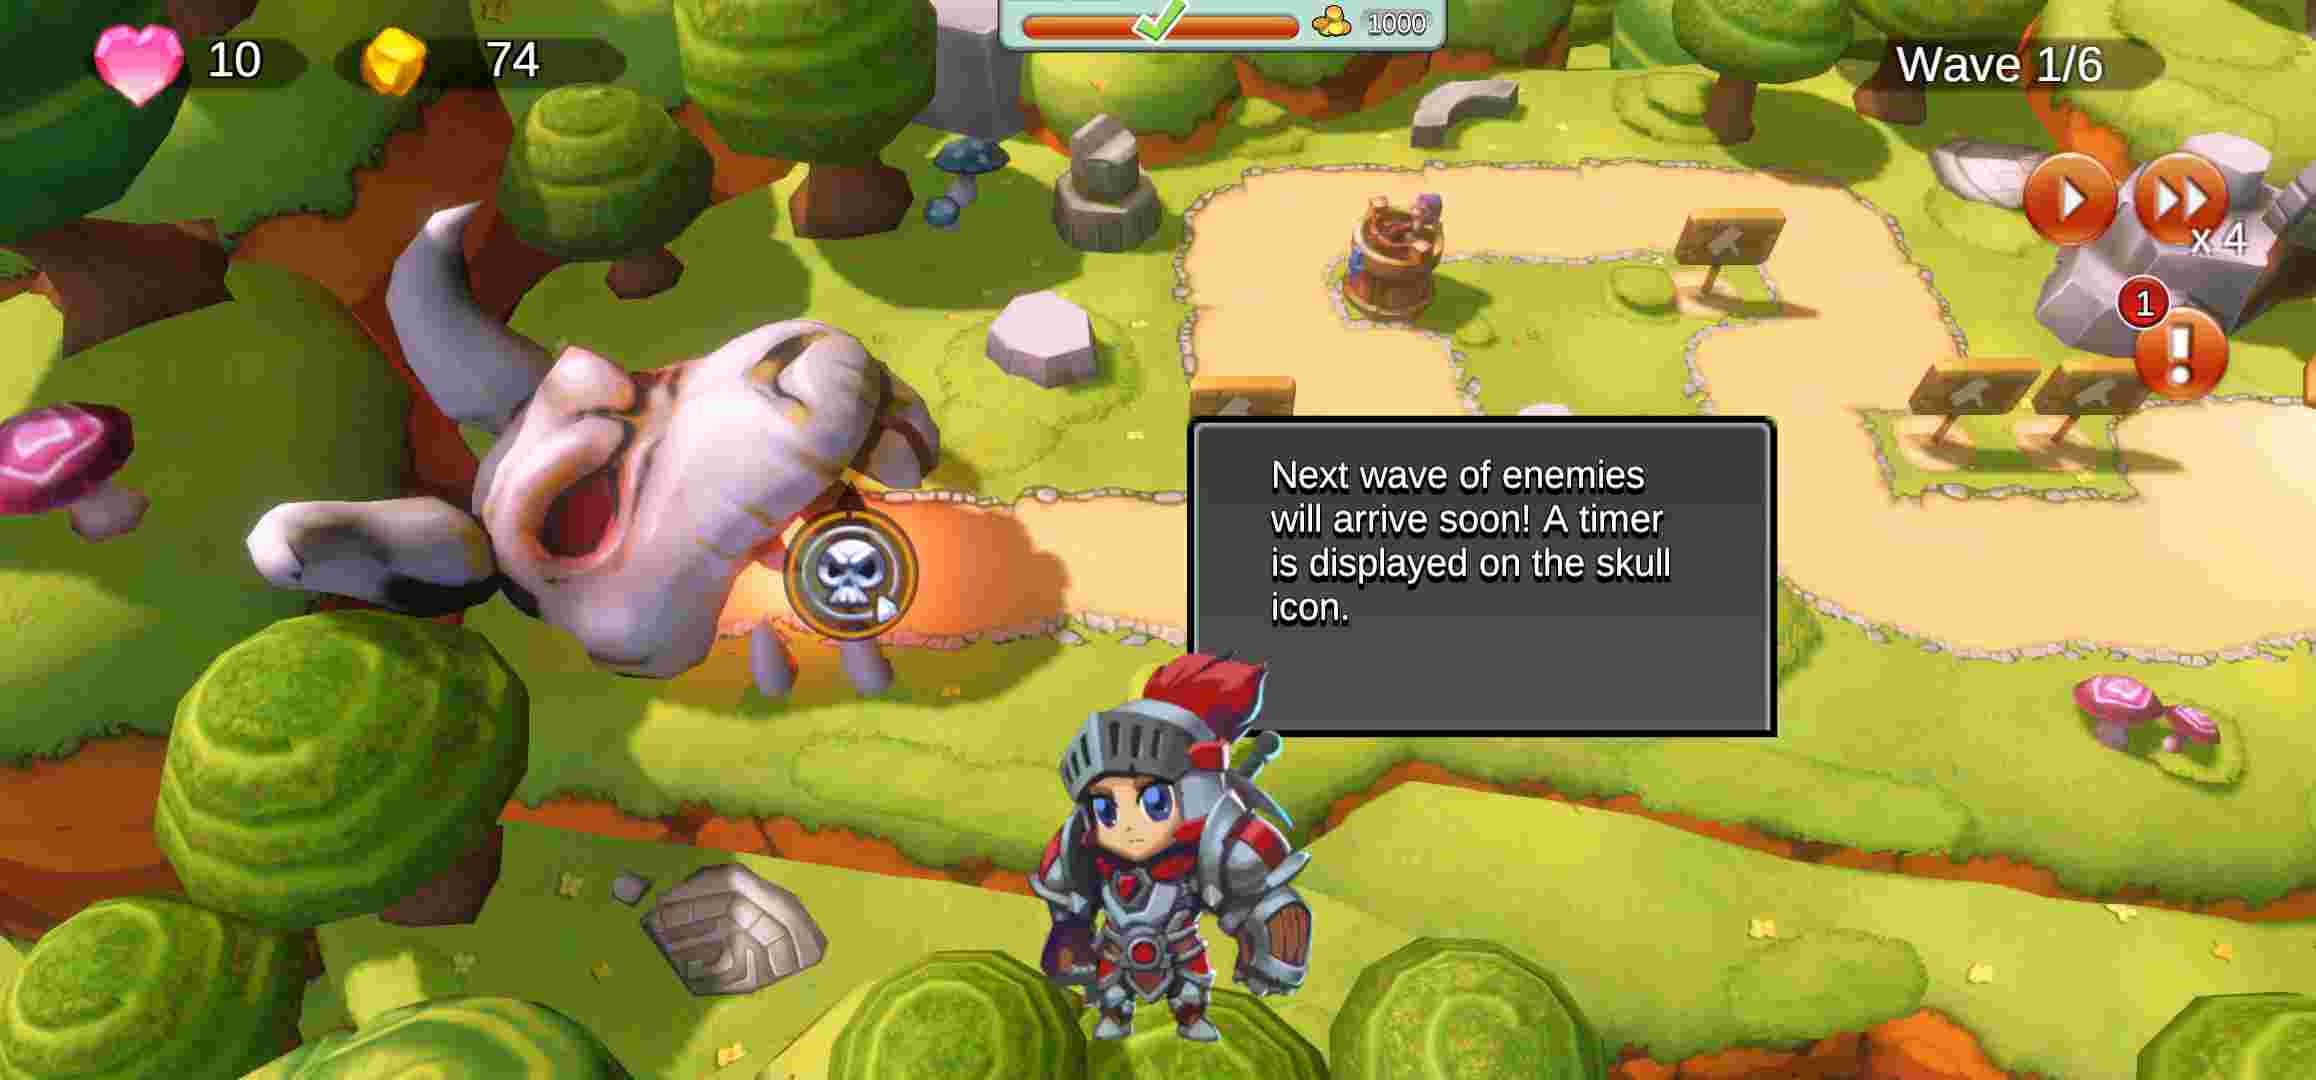 10
74
1000
Wave 1/6
x 4
1
Next wave of enemies
will arrive soon! A timer
is displayed on the skull
icon.